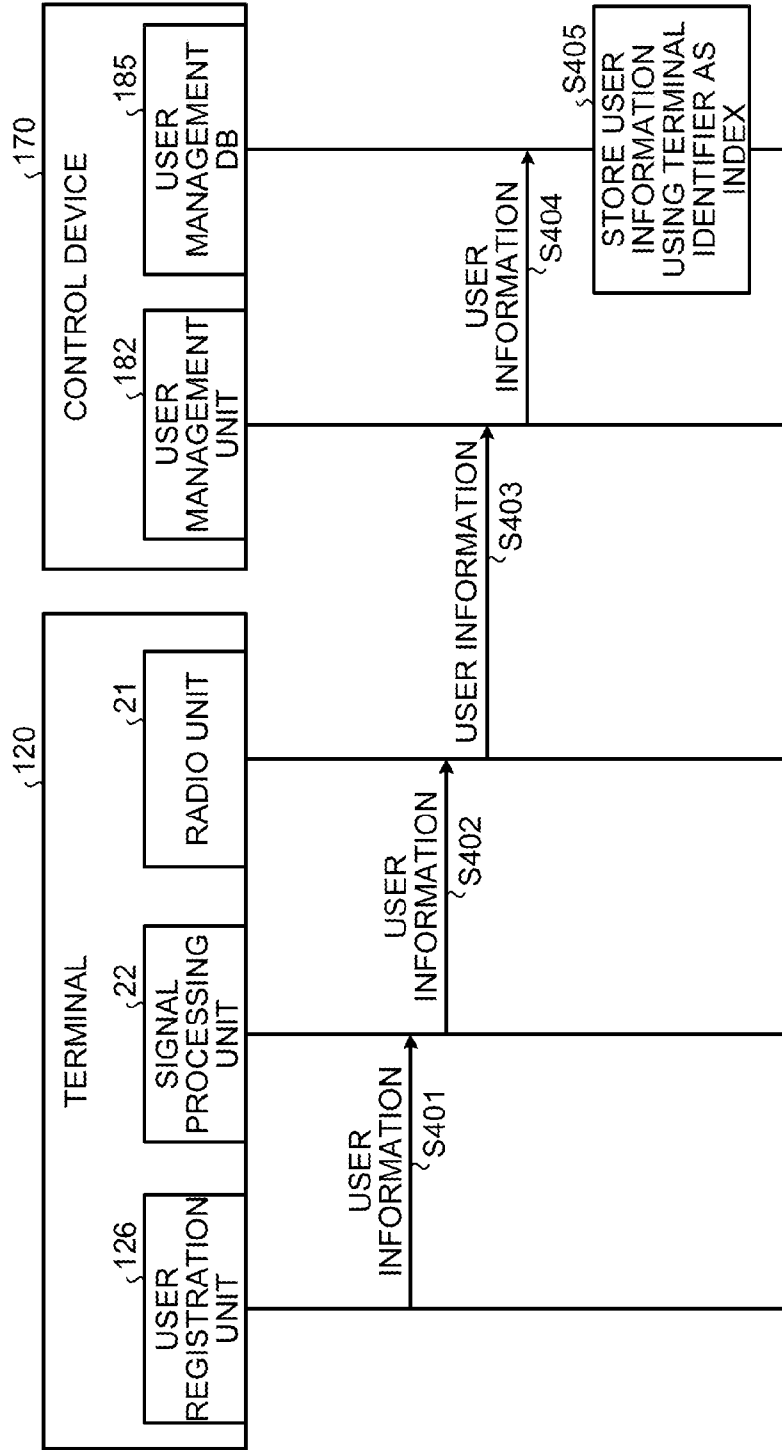 120
TERMINAL
126
USER
REGISTRATION
UNIT
22
SIGNAL
PROCESSING
UNIT
21
RADIO UNIT
170
CONTROL DEVICE
182
USER
MANAGEMENT
UNIT
185
USER
MANAGEMENT
DB
USER
INFORMATION
S401
USER
INFORMATION
S402
USER INFORMATION
S403
USER
INFORMATION
S404
S405
STORE USER
INFORMATION
USING TERMINAL
IDENTIFIER AS
INDEX